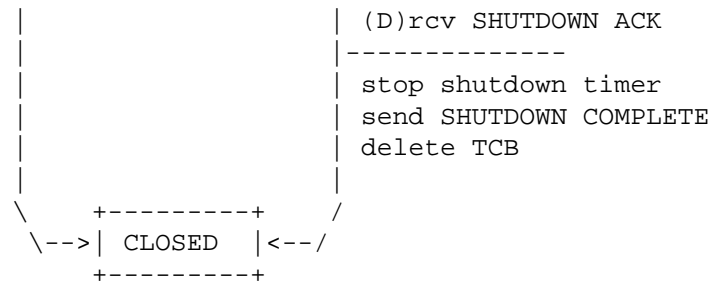 |                      | (D)rcv SHUTDOWN ACK
|                      |--------------
|                      | stop shutdown timer
|                      | send SHUTDOWN COMPLETE
|                      | delete TCB
|                      |
\    +---------+    /
\-->| CLOSED  |<--/
+---------+